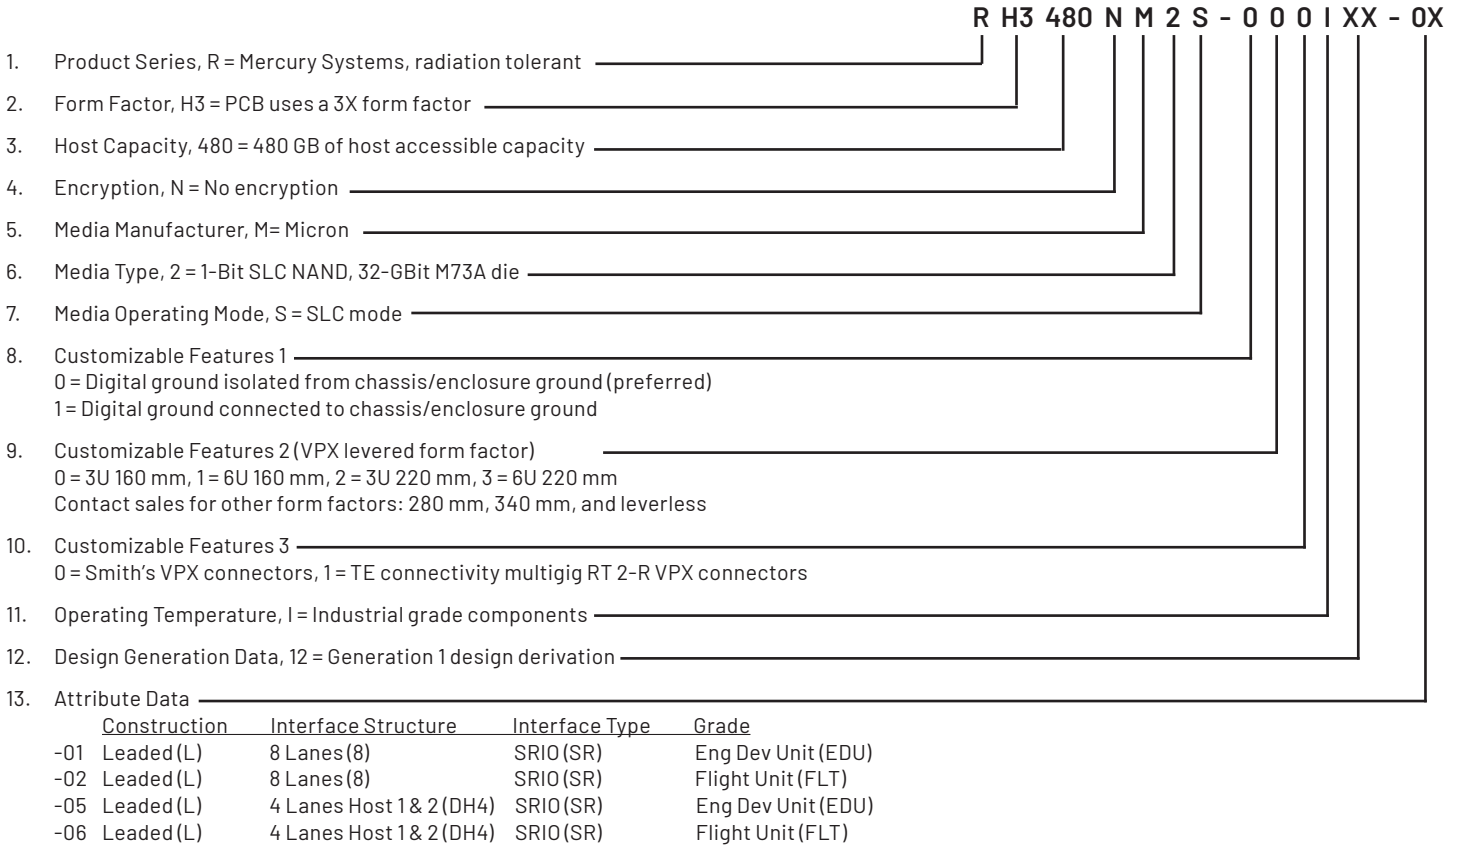 R H3 480 N M 2 S - 0 0 0 I XX - 0X
1. Product Series, R = Mercury Systems, radiation tolerant
2. Form Factor, H3 = PCB uses a 3X form factor
3. Host Capacity, 480 = 480 GB of host accessible capacity
4. Encryption, N = No encryption
5. Media Manufacturer, M= Micron
6. Media Type, 2 = 1-Bit SLC NAND, 32-GBit M73A die
7. Media Operating Mode, S = SLC mode
8. Customizable Features 1
0 = Digital ground isolated from chassis/enclosure ground (preferred)
1 = Digital ground connected to chassis/enclosure ground
9. Customizable Features 2 (VPX levered form factor)
0 = 3U 160 mm, 1 = 6U 160 mm, 2 = 3U 220 mm, 3 = 6U 220 mm
Contact sales for other form factors: 280 mm, 340 mm, and leverless
10. Customizable Features 3
0 = Smith's VPX connectors, 1 = TE connectivity multigig RT 2-R VPX connectors
11. Operating Temperature, I = Industrial grade components
12. Design Generation Data, 12 = Generation 1 design derivation
13. Attribute Data
Construction Interface Structure Interface Type Grade
-01 Leaded (L) 8 Lanes (8) SRIO (SR) Eng Dev Unit (EDU)
-02 Leaded (L) 8 Lanes (8) SRIO (SR) Flight Unit (FLT)
-05 Leaded (L) 4 Lanes Host 1 & 2 (DH4) SRIO (SR) Eng Dev Unit (EDU)
-06 Leaded (L) 4 Lanes Host 1 & 2 (DH4) SRIO (SR) Flight Unit (FLT)